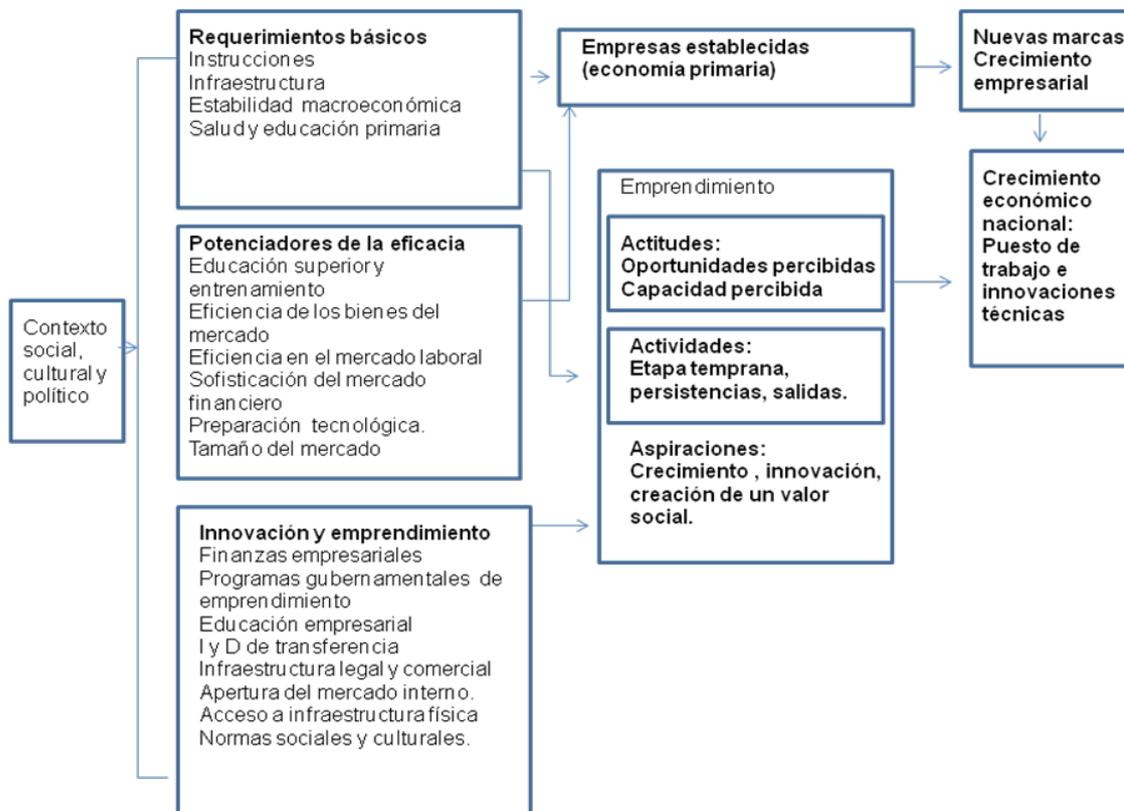 Contexto
social,
cultural y
político
Requerimientos básicos
Instrucciones
Infraestructura
Estabilidad macroeconómica
Salud y educación primaria
Potenciadores de la eficacia
Educación superior y
entrenamiento
Eficiencia de los bienes del
mercado
Eficiencia en el mercado laboral
Sofisticación del mercado
financiero
Preparación tecnológica.
Tamaño del mercado
Innovación y emprendimiento
Finanzas empresariales
Programas gubernamentales de
emprendimiento
Educación empresarial
I y D de transferencia
Infraestructura legal y comercial
Apertura del mercado interno.
Acceso a infraestructura física
Normas sociales y culturales.
Empresas establecidas
(economía primaria)
Emprendimiento
Actitudes:
Oportunidades percibidas
Capacidad percibida
Actividades:
Etapa temprana,
persistencias, salidas.
Aspiraciones:
Crecimiento , innovación,
creación de un valor
social.
Nuevas marcas
Crecimiento
empresarial
Crecimiento
económico
nacional:
Puesto de
trabajo e
innovaciones
técnicas